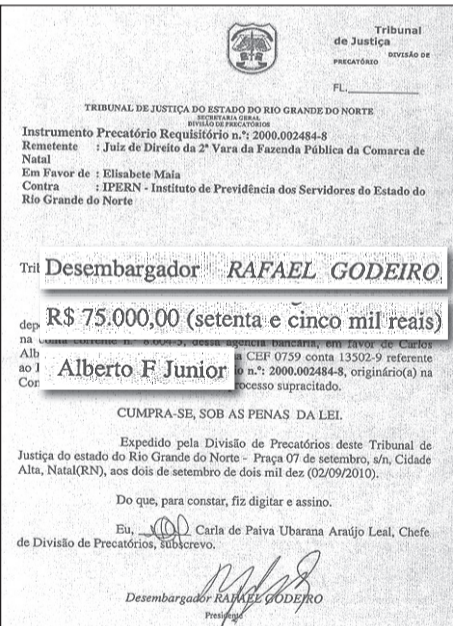 Tribunal
de Justiça
DIVISÃO DE
PRECATÓRIO
FL.
TRIBUNAL DE JUSTIÇA DO ESTADO DO RIO GRANDE DO NORTE
SECRETARIA GERAL
DIVISÃO DE PRECATÓRIOS
Instrumento Precatório Requisitório n.º: 2000.002484-8
Remetente : Juiz de Direito da 2ª Vara da Fazenda Pública da Comarca de
Natal
Em Favor de : Elisabete Maia
Contra : IPERN - Instituto de Previdência dos Servidores do Estado do
Rio Grande do Norte
Desembargador RAFAEL GODEIRO
R$ 75.000,00 (setenta e cinco mil reais)
na conta corrente n.º dessa agência bancária, em favor de Carlos
Alberto F Junior
CEF 0759 conta 13502-9 referente
ao n.º: 2000.002484-8, originário(a) na
supracitado.
CUMPRA-SE, SOB AS PENAS DA LEI.
Expedido pela Divisão de Precatórios deste Tribunal de
Justiça do estado do Rio Grande do Norte - Praça 07 de setembro, s/n, Cidade
Alta, Natal(RN), aos dois de setembro de dois mil dez (02/09/2010).
Do que, para constar, fiz digitar e assino.
Eu, Carla de Paiva Ubarana Araújo Leal, Chefe
de Divisão de Precatórios, subscrevo.
Desembargador RAFAEL GODEIRO
Presidente